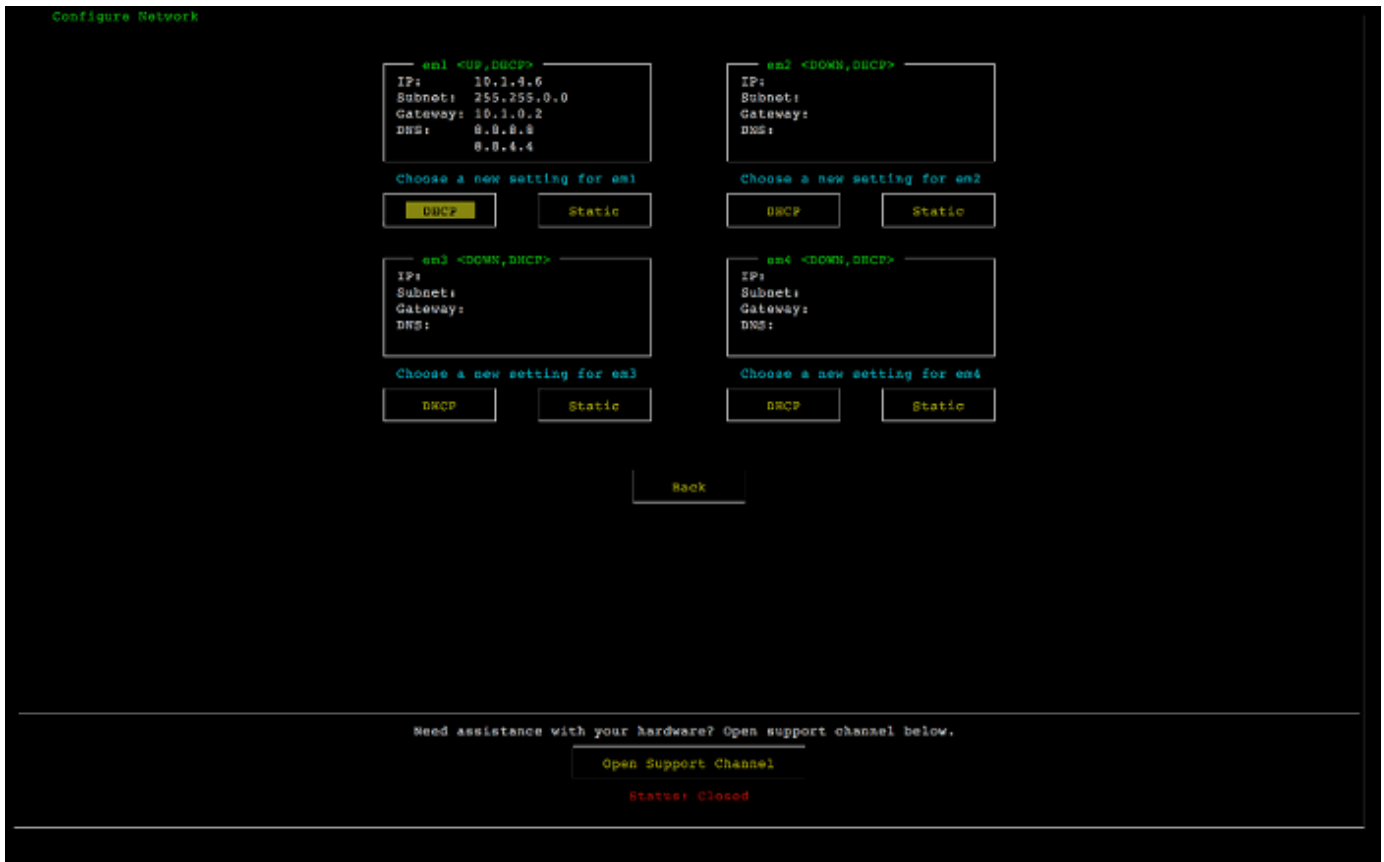 Configure Network
em1 <UP,DHCP>
IP: 10.1.4.6
Subnet: 255.255.0.0
Gateway: 10.1.0.2
DNS: 8.8.8.8
8.8.4.4
Choose a new setting for em1
DHCP Static
em2 <DOWN,DHCP>
IP:
Subnet:
Gateway:
DNS:
Choose a new setting for em2
DHCP Static
em3 <DOWN,DHCP>
IP:
Subnet:
Gateway:
DNS:
Choose a new setting for em3
DHCP Static
em4 <DOWN,DHCP>
IP:
Subnet:
Gateway:
DNS:
Choose a new setting for em4
DHCP Static
Back
Need assistance with your hardware? Open support channel below.
Open Support Channel
Status: Closed